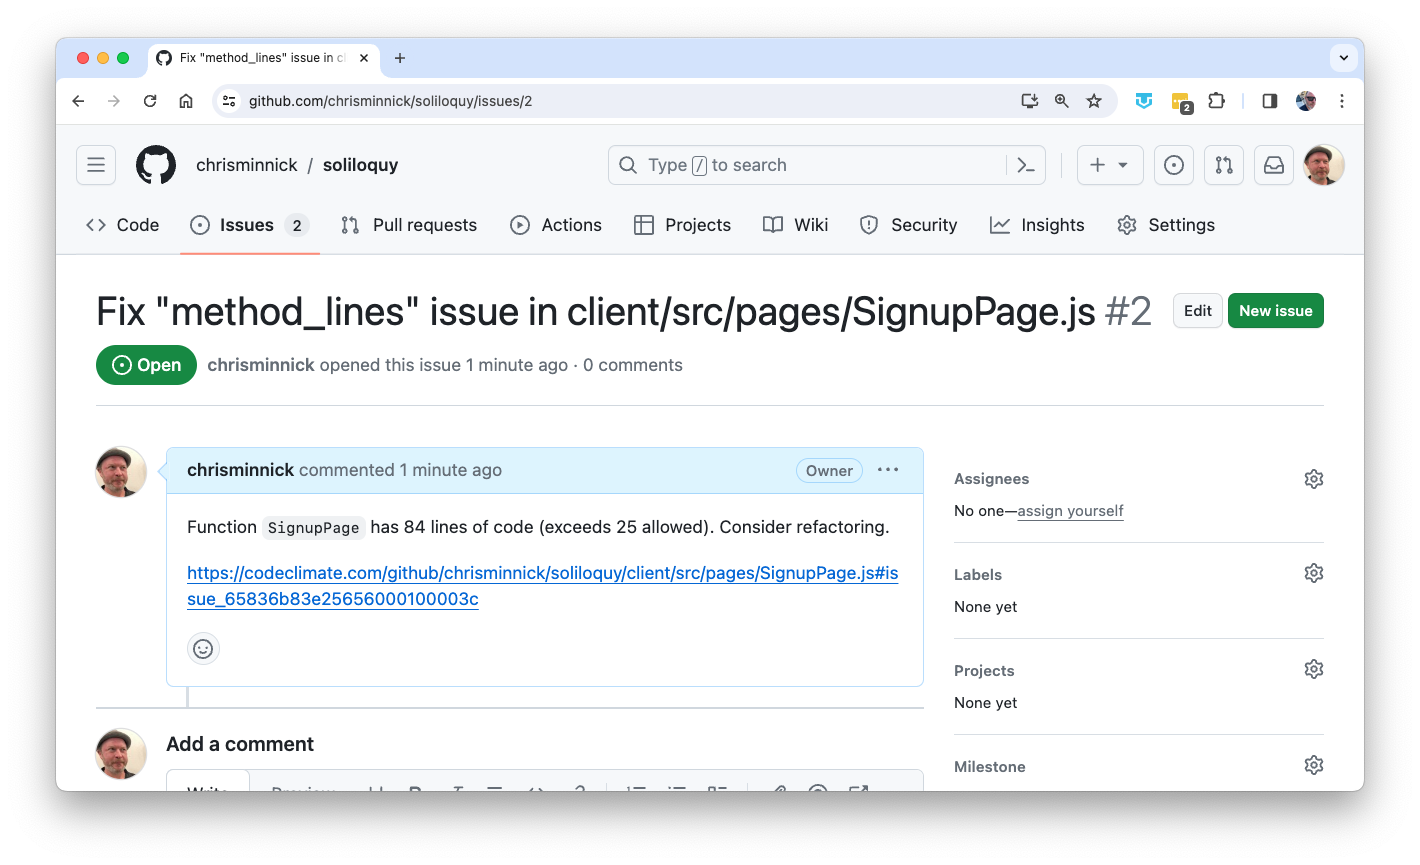 Fix "method_lines" issue in cl
github.com/chrisminnick/soliloquy/issues/2
2
chrisminnick / soliloquy
Type / to search
Code
Issues 2
Pull requests
Actions
Projects
Wiki
Security
Insights
Settings
Fix "method_lines" issue in client/src/pages/SignupPage.js #2
Edit
New issue
Open
chrisminnick opened this issue 1 minute ago · 0 comments
chrisminnick commented 1 minute ago
Owner
Function SignupPage has 84 lines of code (exceeds 25 allowed). Consider refactoring.
https://codeclimate.com/github/chrisminnick/soliloquy/client/src/pages/SignupPage.js#is
sue_65836b83e25656000100003c
Assignees
No one—assign yourself
Labels
None yet
Projects
None yet
Milestone
Add a comment
Write
Preview